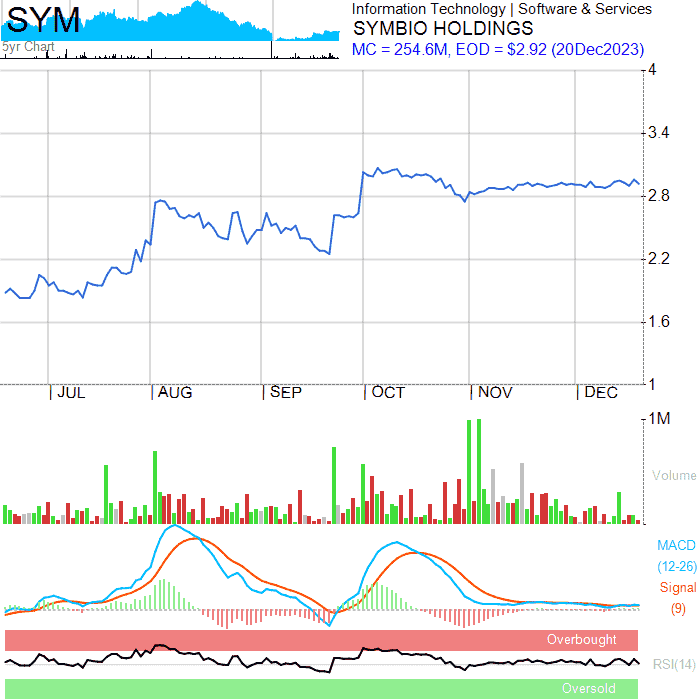 SYM
5yr Chart
Information Technology | Software & Services
SYMBIO HOLDINGS
MC = 254.6M, EOD = $2.92 (20Dec2023)
4
3.4
2.8
2.2
1.6
1
| JUL | AUG | SEP | OCT | NOV | DEC
1M
Volume
MACD
(12-26)
Signal
(9)
Overbought
RSI(14)
Oversold